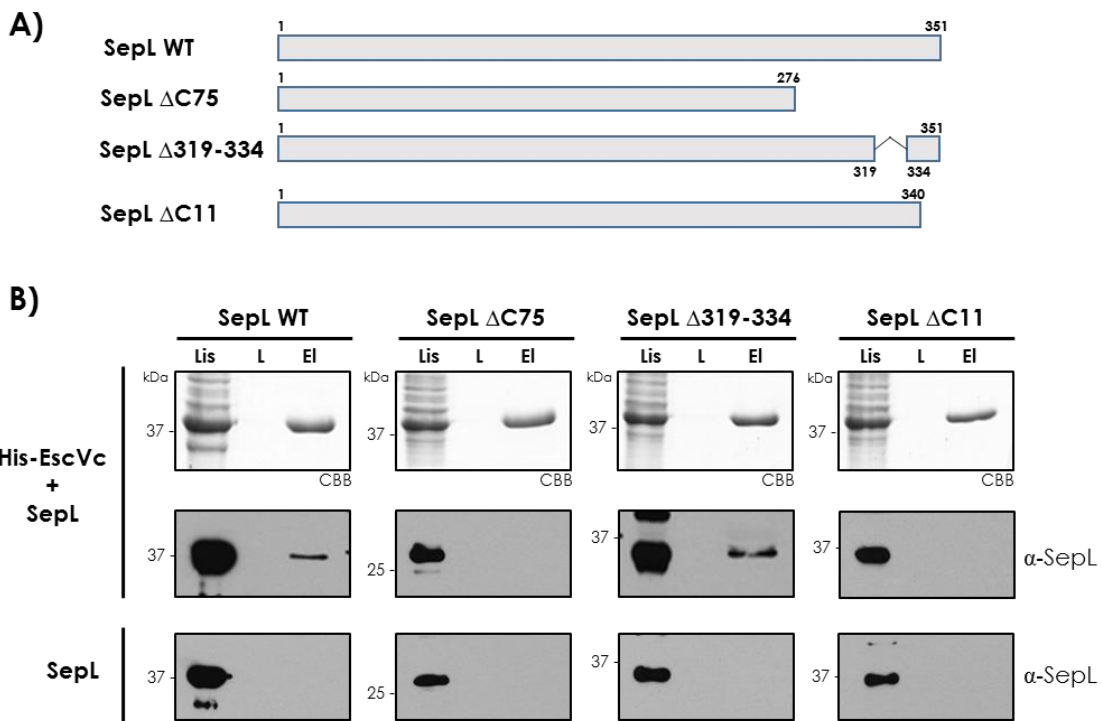 A)
1 351
SepL WT
1 276
SepL ΔC75
1 351
SepL Δ319-334
319 334
1 340
SepL ΔC11
B)
SepL WT SepL ΔC75 SepL Δ319-334 SepL ΔC11
Lis L El Lis L El Lis L El Lis L El
kDa kDa kDa kDa
37 - 37 - 37 - 37 -
CBB CBB CBB CBB
His-EscVc
+
SepL
37 - 25 - 37 - 37 - α-SepL
SepL
37 - 25 - 37 - 37 - α-SepL